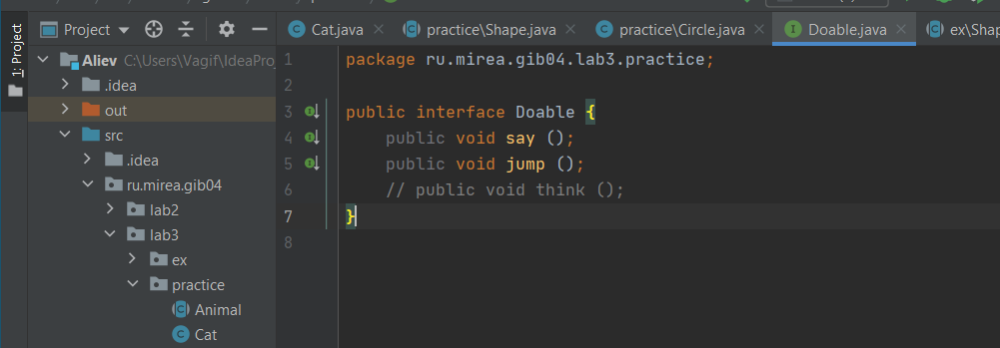 Project
Cat.java
practice\Shape.java
practice\Circle.java
Doable.java
ex\Shap
1: Project
Aliev C:\Users\Vagif\IdeaPro
.idea
out
src
.idea
ru.mirea.gib04
lab2
lab3
ex
practice
Animal
Cat
1 package ru.mirea.gib04.lab3.practice;
2
3 public interface Doable {
4 public void say ();
5 public void jump ();
6 // public void think ();
7 }
8